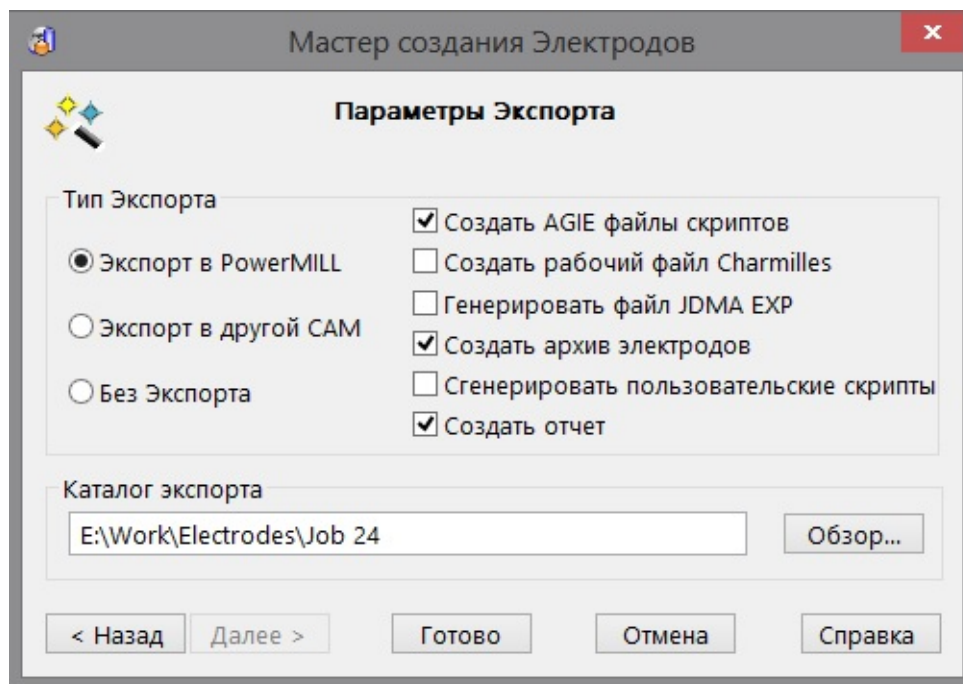 Мастер создания Электродов
Параметры Экспорта
Тип Экспорта
Экспорт в PowerMILL
Экспорт в другой CAM
Без Экспорта
Создать AGIE файлы скриптов
Создать рабочий файл Charmilles
Генерировать файл JDMA EXP
Создать архив электродов
Сгенерировать пользовательские скрипты
Создать отчет
Каталог экспорта
E:\Work\Electrodes\Job 24
Обзор...
< Назад
Далее >
Готово
Отмена
Справка